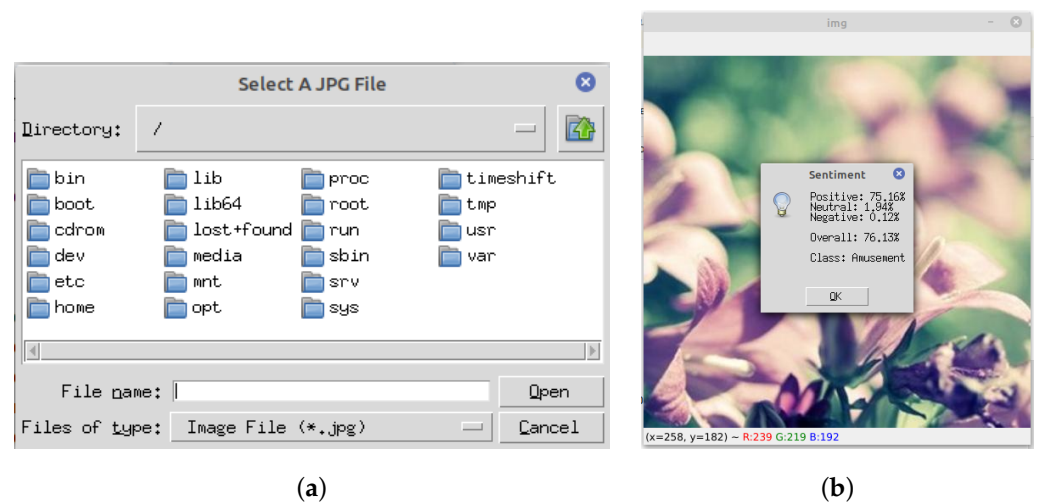 Select A JPG File
Directory: /
bin lib proc timeshift
boot lib64 root tmp
cdrom lost+found run usr
dev media sbin var
etc mnt srv
home opt sys
File name:
Open
Files of type: Image File (*.jpg)
Cancel
(a)
img
Sentiment
Positive: 75.16%
Neutral: 1.94%
Negative: 0.12%
Overall: 76.13%
Class: Amusement
OK
(x=258, y=182) ~ R:239 G:219 B:192
(b)